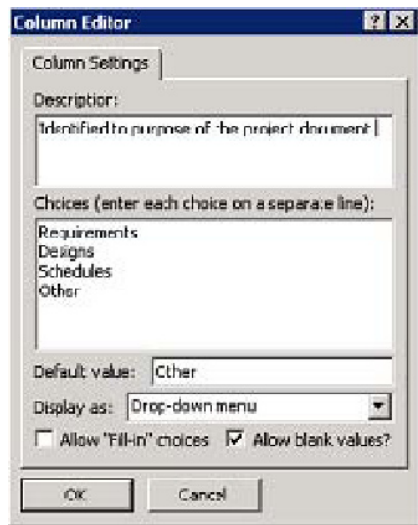 Column Editor
Column Settings
Description:
Identified to purpose of the project document
Choices (enter each choice on a separate line):
Requirements
Designs
Schedules
Other
Default value: Other
Display as: Drop-down menu
Allow "Fill-in" choices Allow blank values?
OK Cancel